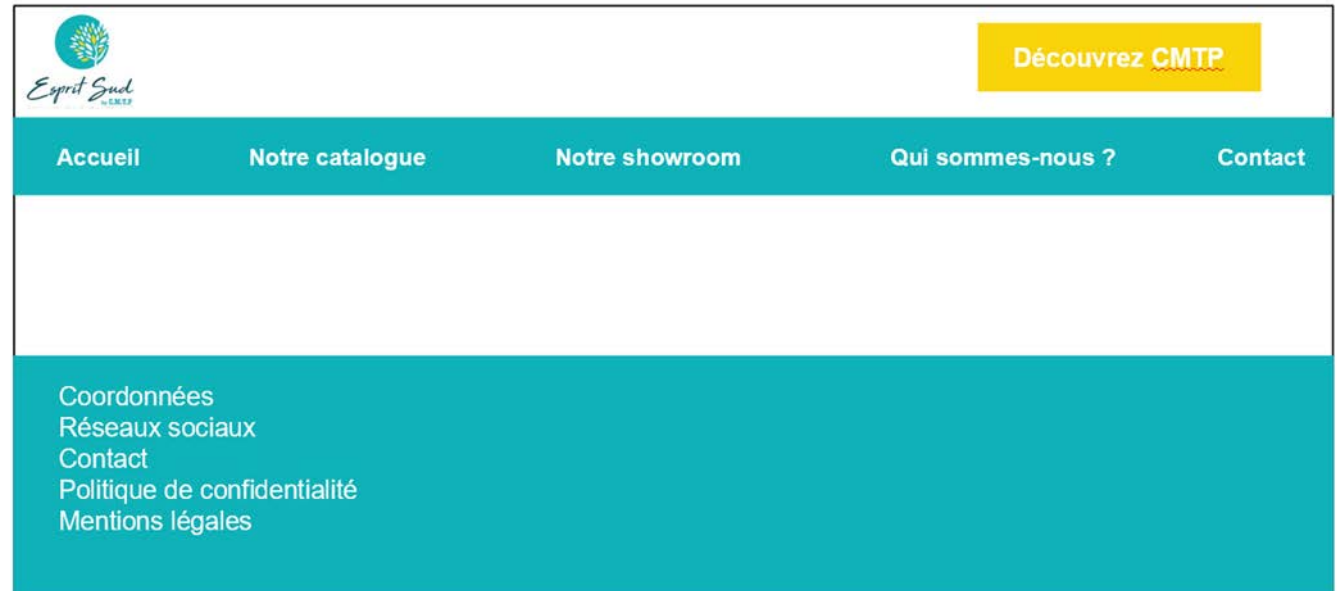 Esprit Sud
by C.M.T.P
Découvrez CMTP
Accueil Notre catalogue Notre showroom Qui sommes-nous ? Contact
Coordonnées
Réseaux sociaux
Contact
Politique de confidentialité
Mentions légales